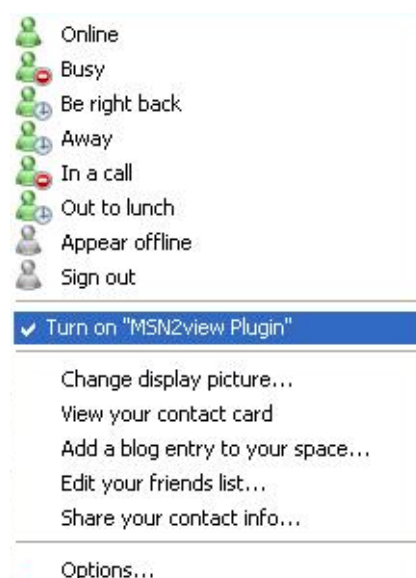 Online
Busy
Be right back
Away
In a call
Out to lunch
Appear offline
Sign out
Turn on "MSN2view Plugin"
Change display picture...
View your contact card
Add a blog entry to your space...
Edit your friends list...
Share your contact info...
Options...